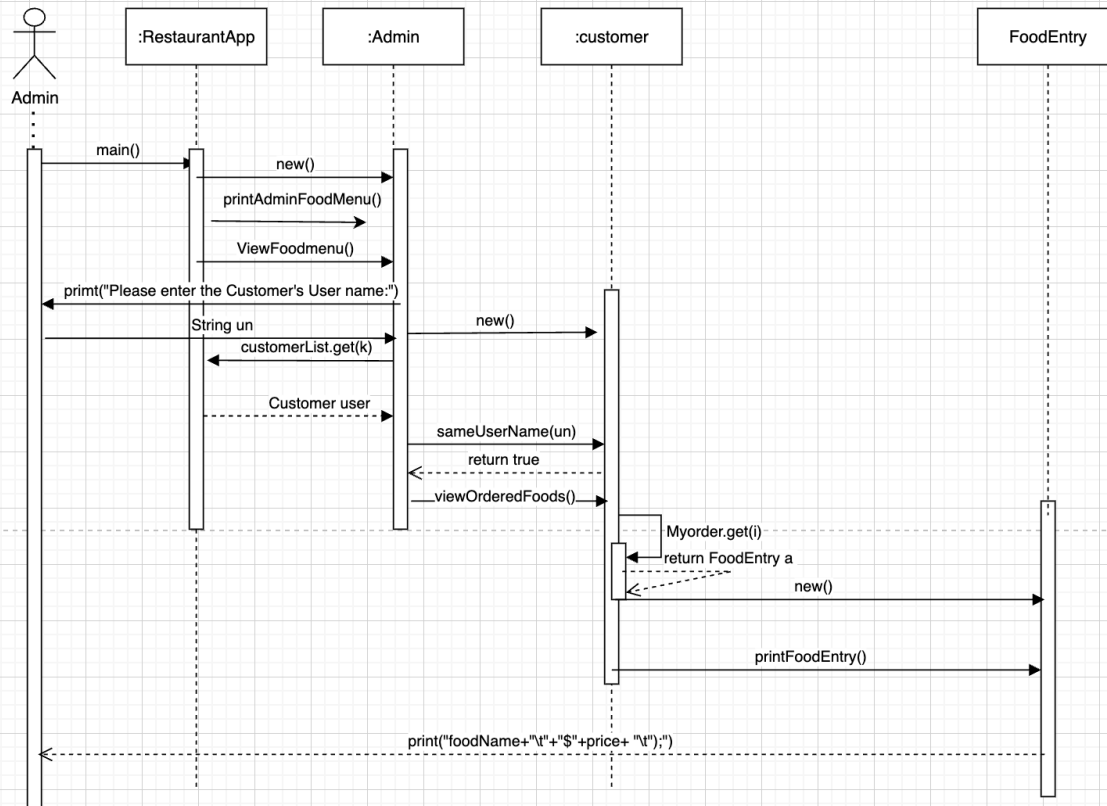 :RestaurantApp
:Admin
:customer
FoodEntry
Admin
main()
new()
printAdminFoodMenu()
ViewFoodmenu()
primt("Please enter the Customer's User name:")
String un
new()
customerList.get(k)
Customer user
sameUserName(un)
return true
viewOrderedFoods()
Myorder.get(i)
return FoodEntry a
new()
printFoodEntry()
print("foodName+"\t"+"$"+price+ "\t");")